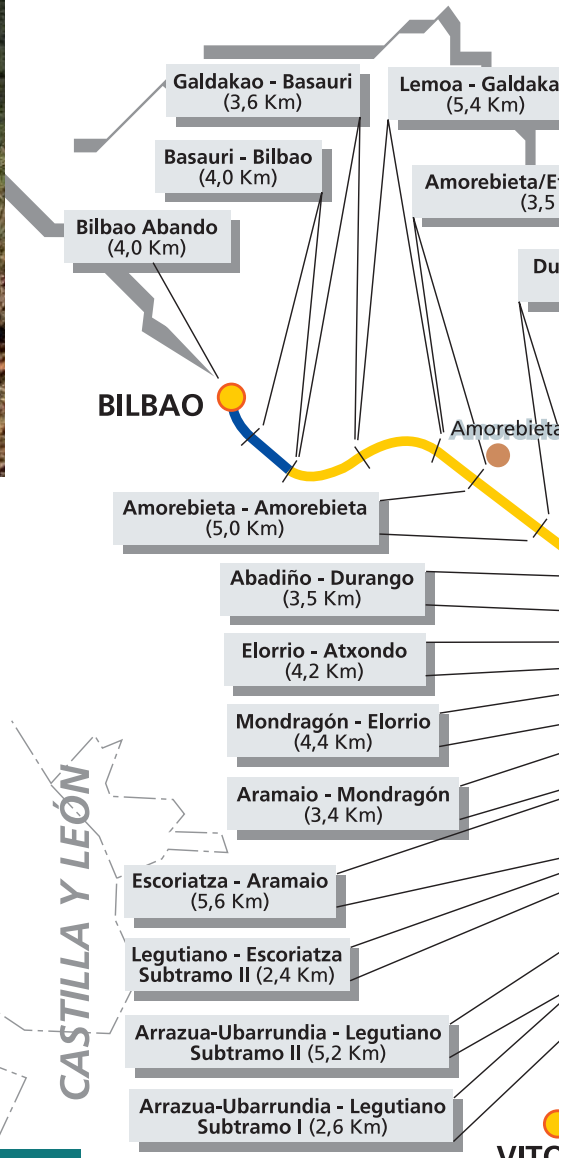 Galdakao - Basauri
(3,6 Km)
Lemoa - Galdaka
(5,4 Km)
Basauri - Bilbao
(4,0 Km)
Amorebieta/E
(3,5
Bilbao Abando
(4,0 Km)
Du
BILBAO
Amorebieta
Amorebieta - Amorebieta
(5,0 Km)
Abadiño - Durango
(3,5 Km)
Elorrio - Atxondo
(4,2 Km)
Mondragón - Elorrio
(4,4 Km)
Aramaio - Mondragón
(3,4 Km)
CASTILLA Y LEÓN
Escoriatza - Aramaio
(5,6 Km)
Legutiano - Escoriatza
Subtramo II (2,4 Km)
Arrazua-Ubarrundia - Legutiano
Subtramo II (5,2 Km)
Arrazua-Ubarrundia - Legutiano
Subtramo I (2,6 Km)
VITO